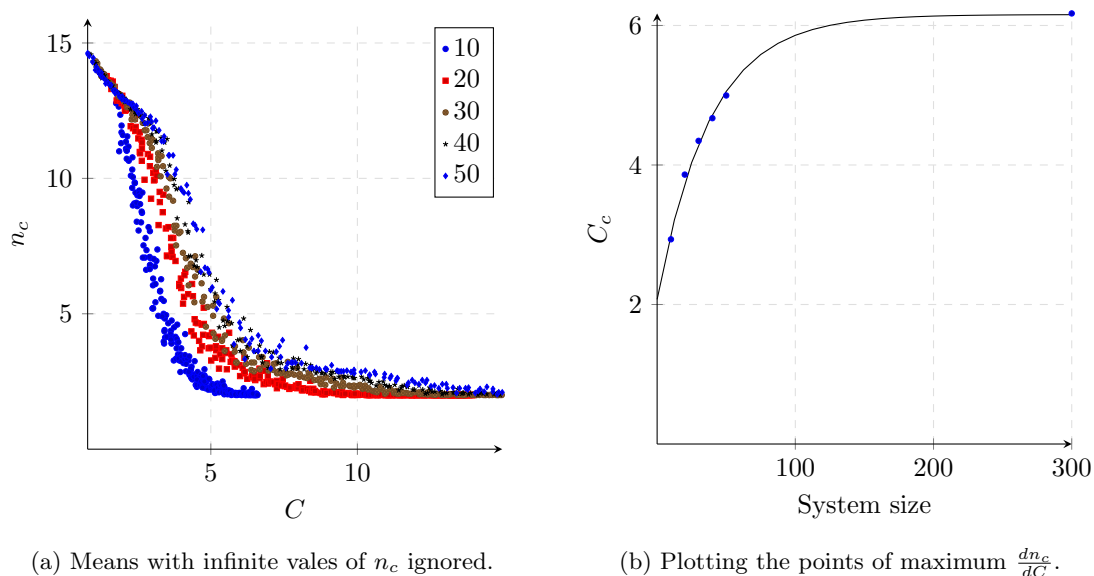 15
10
5
5
10
n_c
C
10
20
30
40
50
(a) Means with infinite vales of n_c ignored.
6
4
2
100
200
300
C_c
System size
(b) Plotting the points of maximum \frac{dn_c}{dC}.